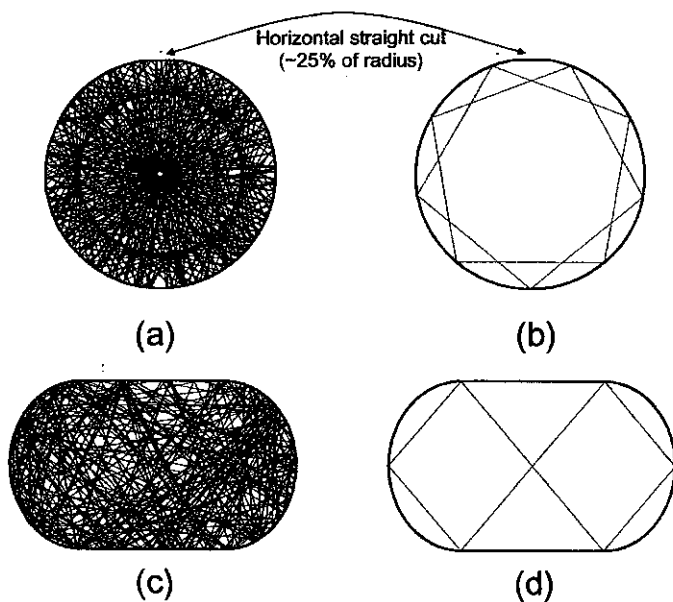 Horizontal straight cut
(~25% of radius)
(a)
(b)
(c)
(d)